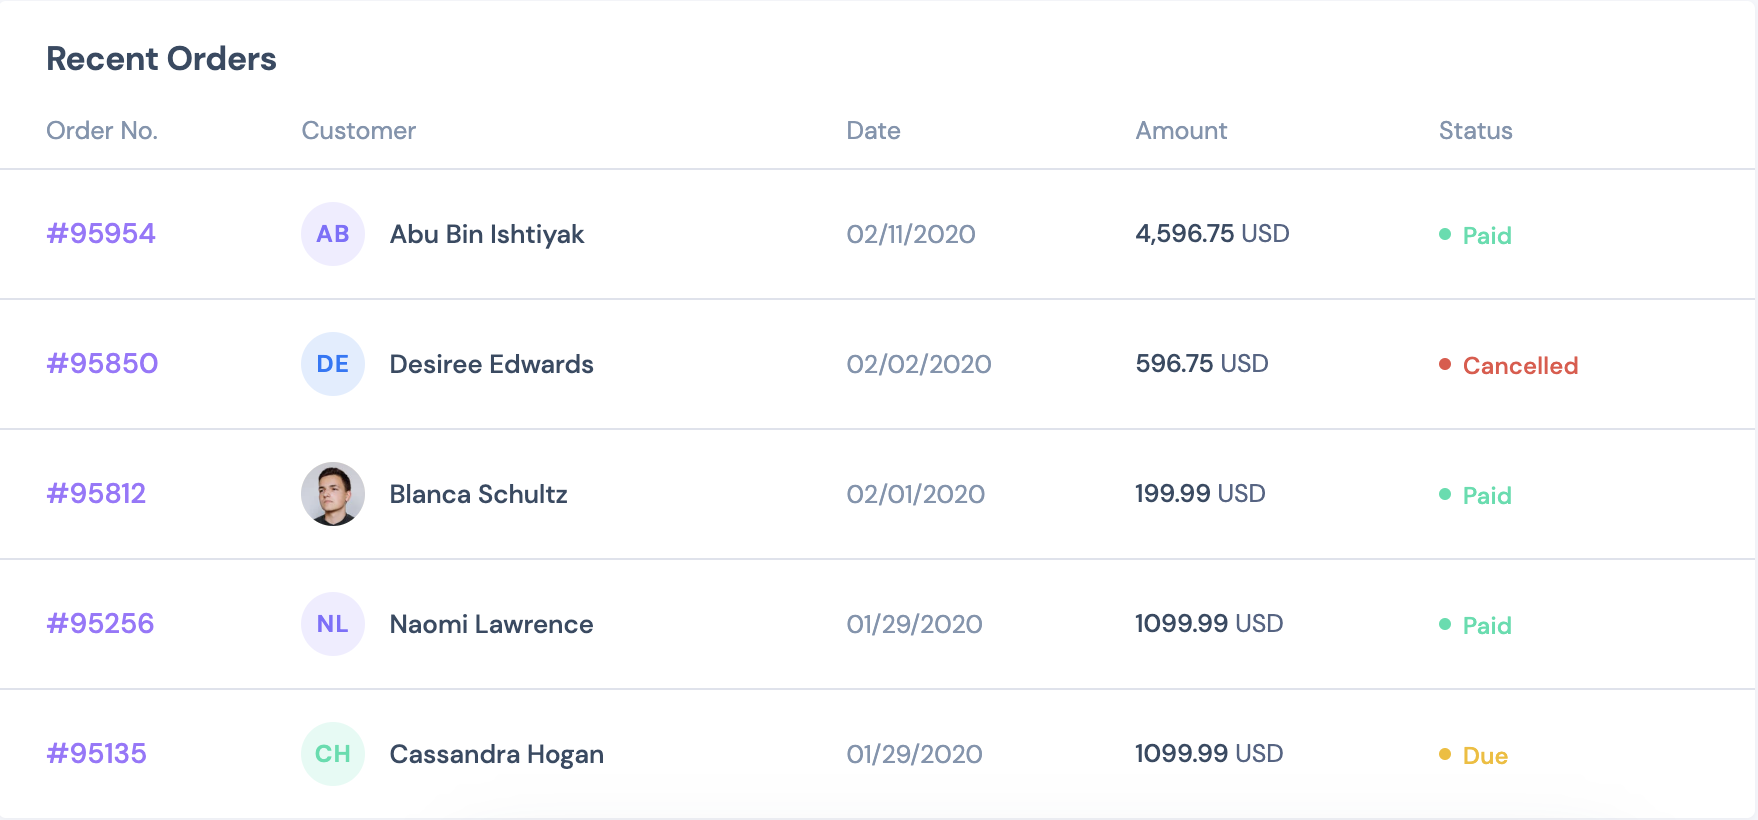 Recent Orders
Order No. Customer Date Amount Status
#95954 AB Abu Bin Ishtiyak 02/11/2020 4,596.75 USD Paid
#95850 DE Desiree Edwards 02/02/2020 596.75 USD Cancelled
#95812 Blanca Schultz 02/01/2020 199.99 USD Paid
#95256 NL Naomi Lawrence 01/29/2020 1099.99 USD Paid
#95135 CH Cassandra Hogan 01/29/2020 1099.99 USD Due